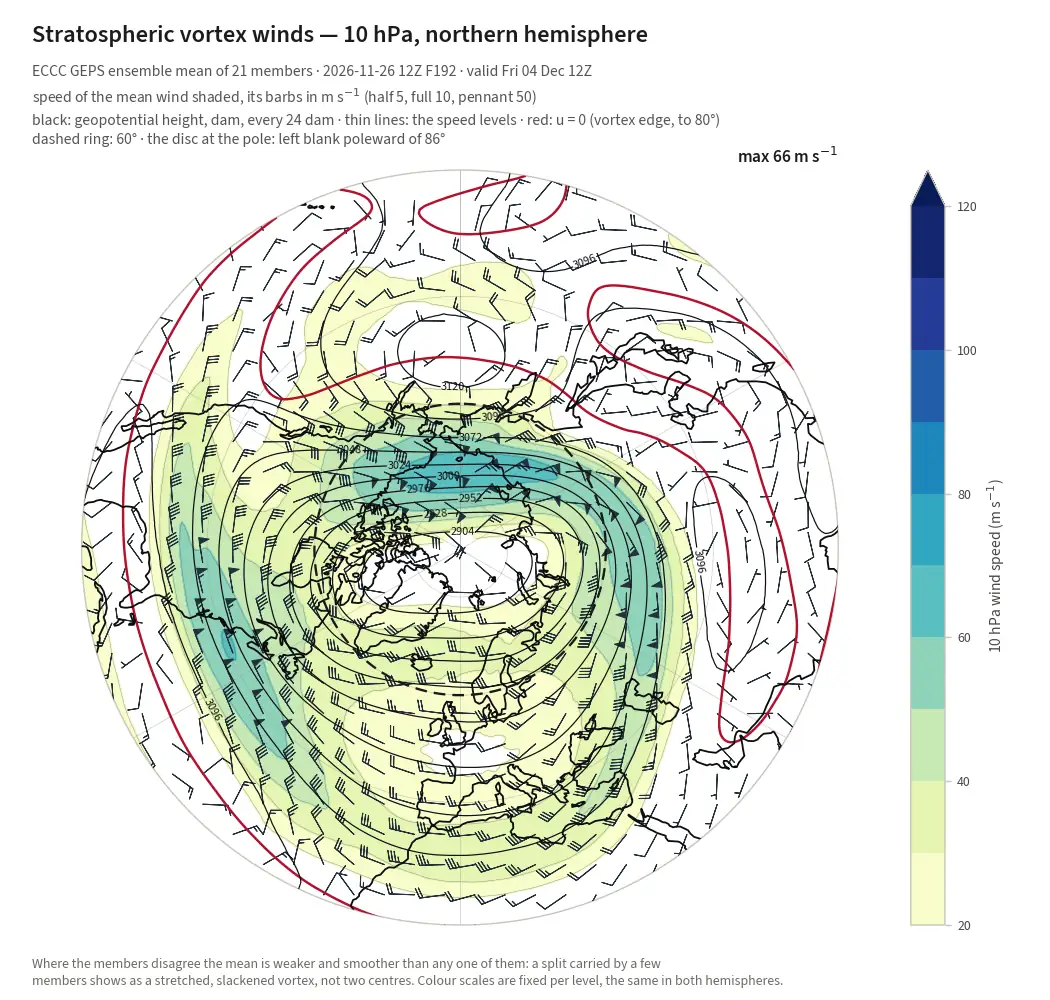 Stratospheric vortex winds — 10 hPa, northern hemisphere
ECCC GEPS ensemble mean of 21 members · 2026-11-26 12Z F192 · valid Fri 04 Dec 12Z
speed of the mean wind shaded, its barbs in m s⁻¹ (half 5, full 10, pennant 50)
black: geopotential height, dam, every 24 dam · thin lines: the speed levels · red: u = 0 (vortex edge, to 80°)
dashed ring: 60° · the disc at the pole: left blank poleward of 86°
max 66 m s⁻¹
120
100
80
60
40
20
10 hPa wind speed (m s⁻¹)
3096
3120
3072
3048
3024
3000
2952
2904
3096
3096
Where the members disagree the mean is weaker and smoother than any one of them: a split carried by a few
members shows as a stretched, slackened vortex, not two centres. Colour scales are fixed per level, the same in both hemispheres.